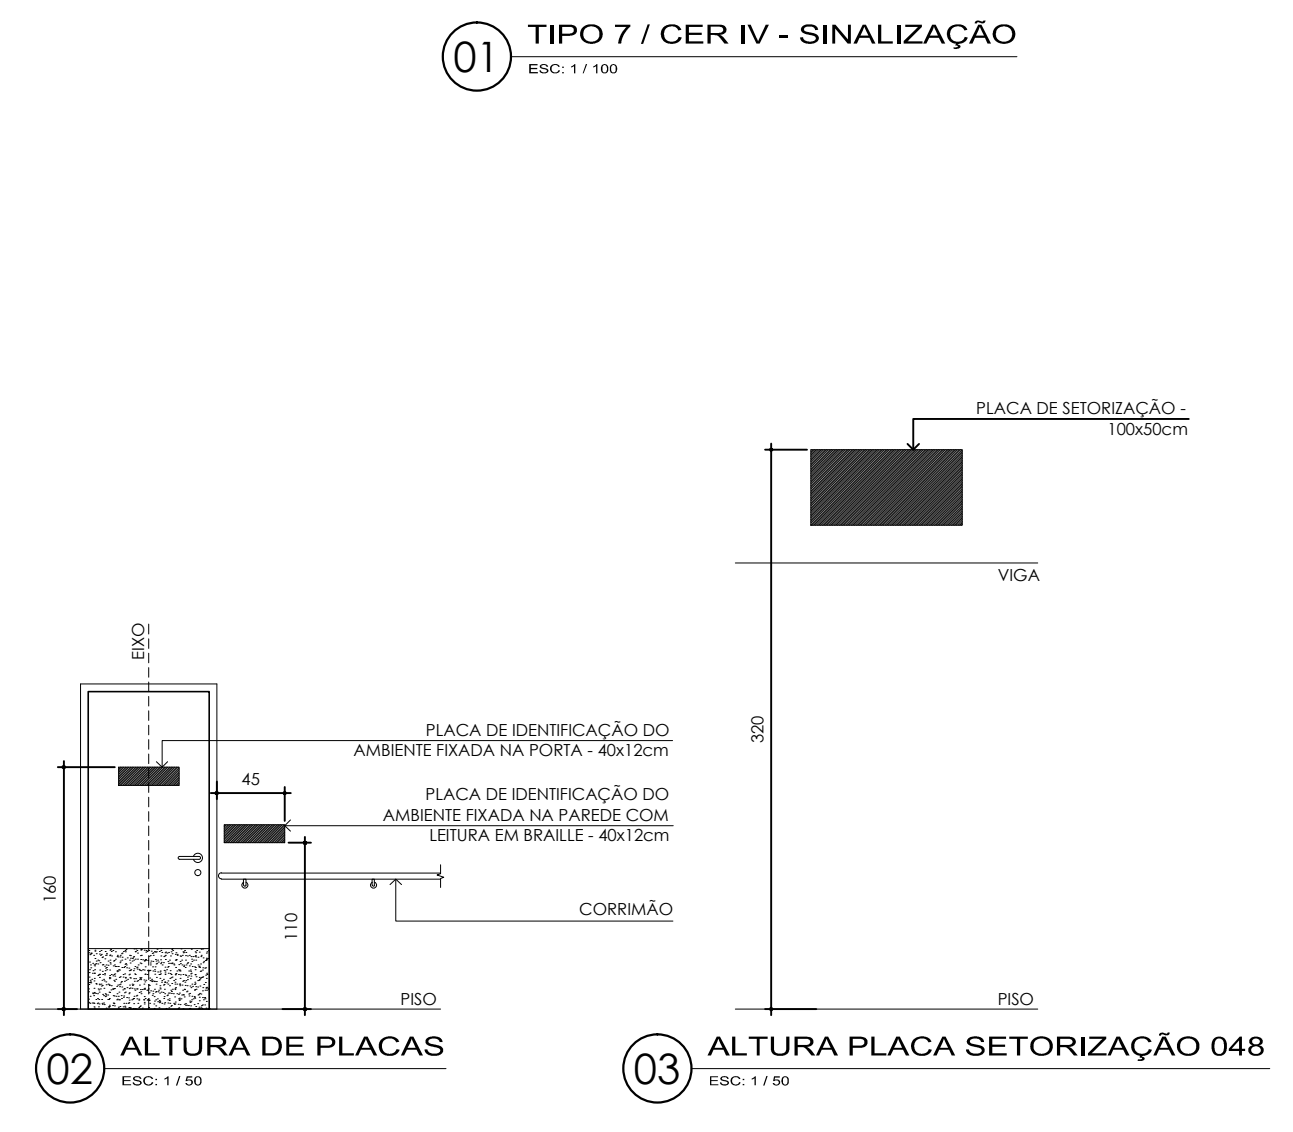 01
TIPO 7 / CER IV - SINALIZAÇÃO
ESC: 1 / 100
PLACA DE SETORIZAÇÃO -
100x50cm
VIGA
320
PISO
EIXO
PLACA DE IDENTIFICAÇÃO DO
AMBIENTE FIXADA NA PORTA - 40x12cm
45
PLACA DE IDENTIFICAÇÃO DO
AMBIENTE FIXADA NA PAREDE COM
LEITURA EM BRAILLE - 40x12cm
160
110
CORRIMÃO
PISO
02
ALTURA DE PLACAS
ESC: 1 / 50
03
ALTURA PLACA SETORIZAÇÃO 048
ESC: 1 / 50